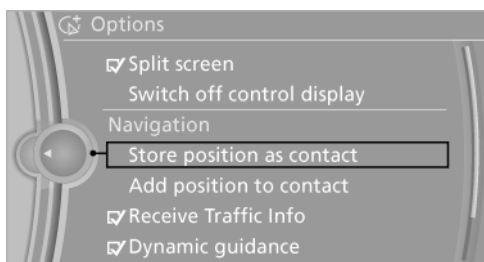 Options
Split screen
Switch off control display
Navigation
Store position as contact
Add position to contact
Receive Traffic Info
Dynamic guidance